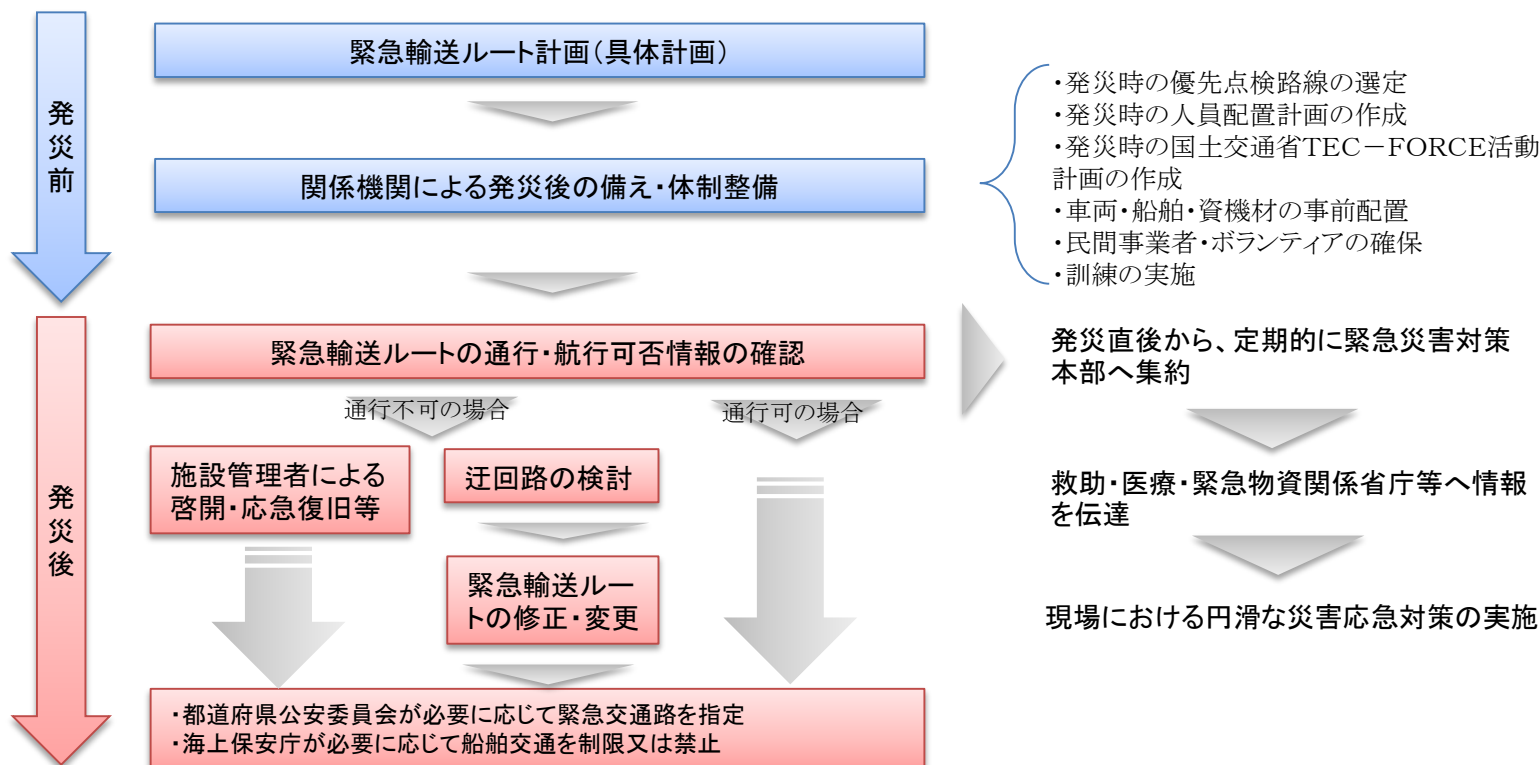 発災前
緊急輸送ルート計画（具体計画）
関係機関による発災後の備え・体制整備
・発災時の優先点検路線の選定
・発災時の人員配置計画の作成
・発災時の国土交通省TEC－FORCE活動
計画の作成
・車両・船舶・資機材の事前配置
・民間事業者・ボランティアの確保
・訓練の実施
発災後
緊急輸送ルートの通行・航行可否情報の確認
通行不可の場合
通行可の場合
施設管理者による
啓開・応急復旧等
迂回路の検討
緊急輸送ルー
トの修正・変更
・都道府県公安委員会が必要に応じて緊急交通路を指定
・海上保安庁が必要に応じて船舶交通を制限又は禁止
発災直後から、定期的に緊急災害対策
本部へ集約
救助・医療・緊急物資関係省庁等へ情報
を伝達
現場における円滑な災害応急対策の実施